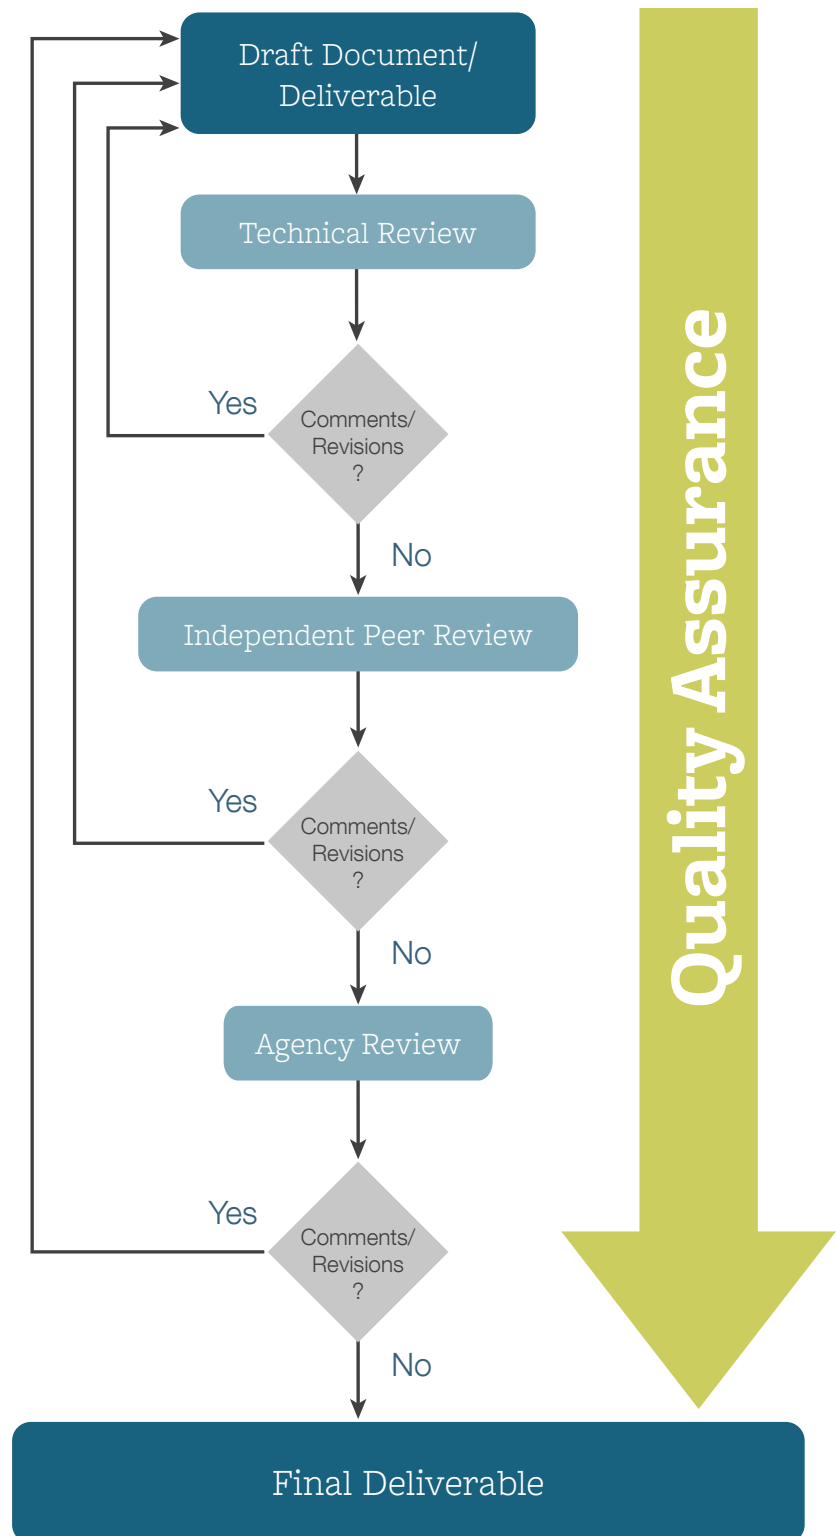 Draft Document/
Deliverable
Technical Review
Yes
Comments/
Revisions
?
No
Independent Peer Review
Yes
Comments/
Revisions
?
No
Agency Review
Yes
Comments/
Revisions
?
No
Final Deliverable
Quality Assurance